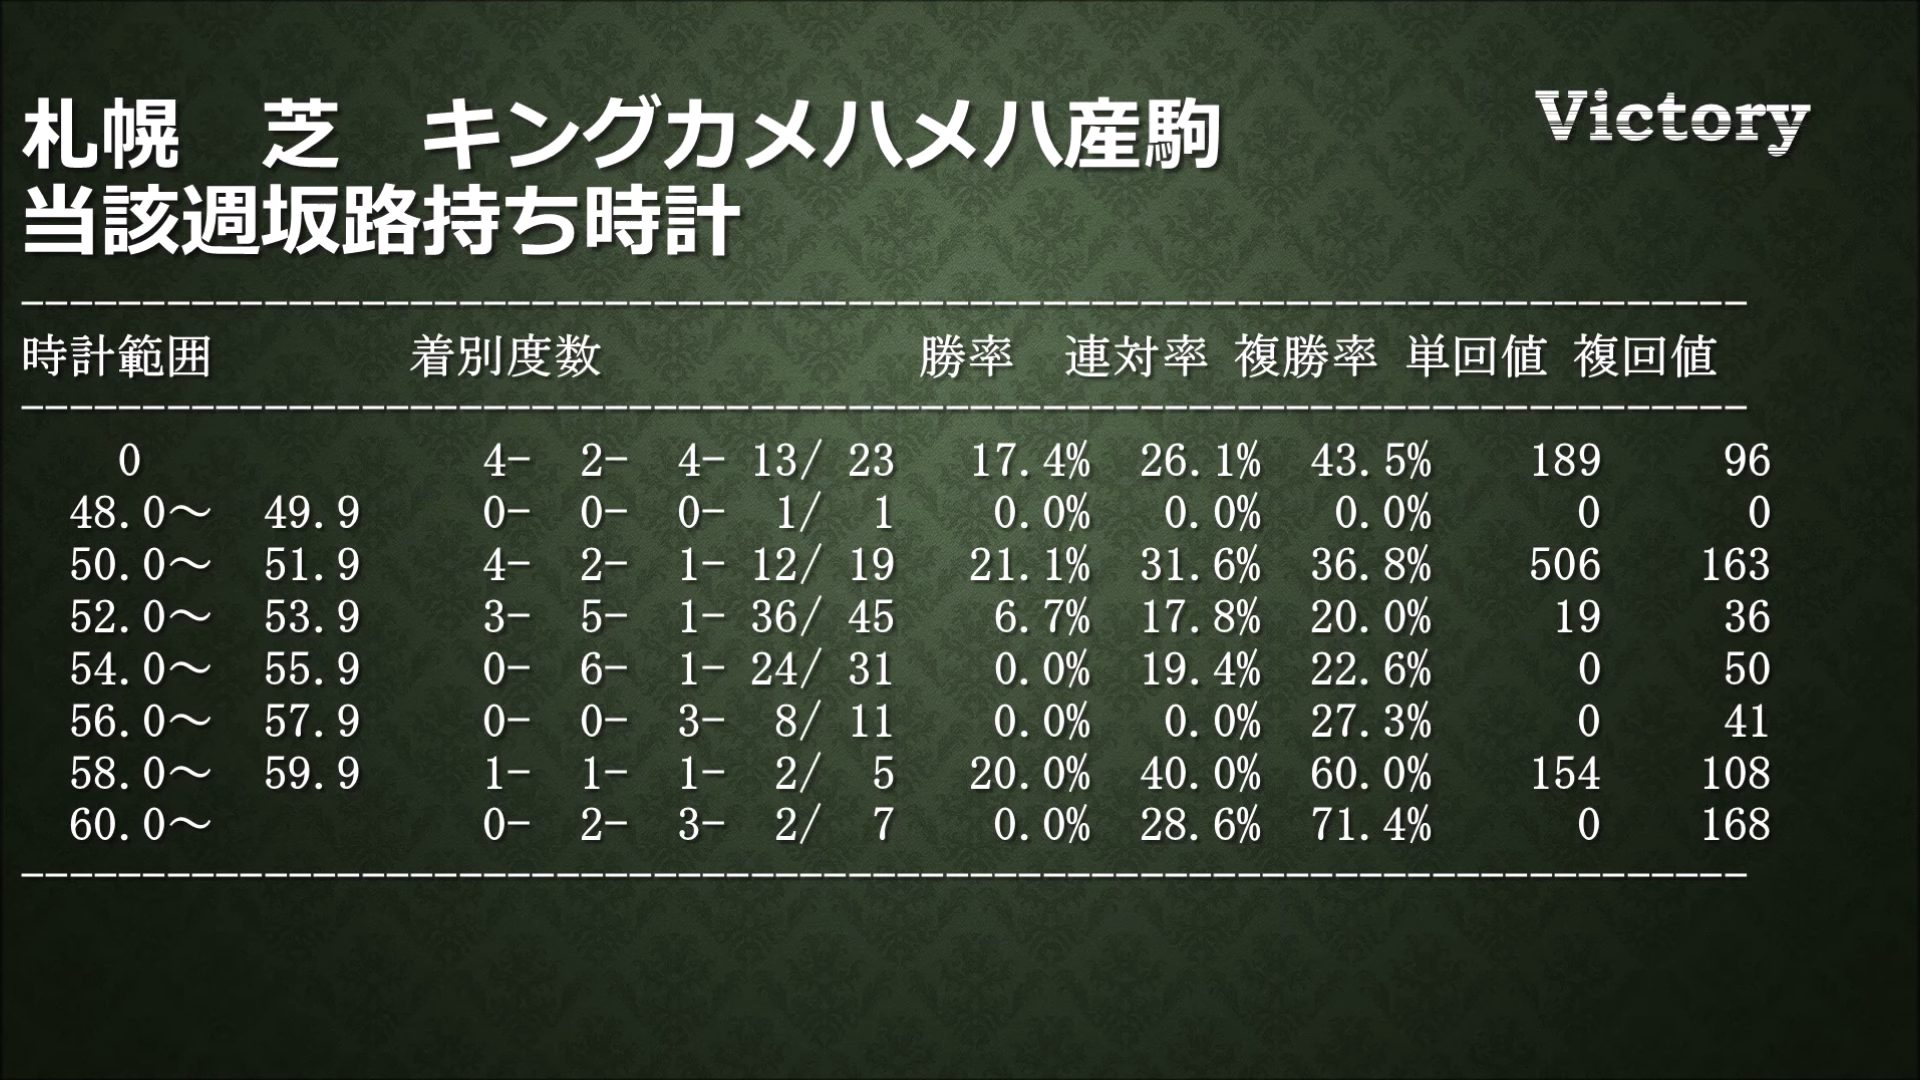 札幌　芝　キングカメハメハ産駒
Victory
当該週坂路持ち時計
-----------------------------------------------------------------------
時計範囲　着別度数　勝率　連対率　複勝率　単回値　複回値
-----------------------------------------------------------------------
0 4- 2- 4- 13/ 23 17.4% 26.1% 43.5% 189 96
48.0～ 49.9 0- 0- 0- 1/ 1 0.0% 0.0% 0.0% 0 0
50.0～ 51.9 4- 2- 1- 12/ 19 21.1% 31.6% 36.8% 506 163
52.0～ 53.9 3- 5- 1- 36/ 45 6.7% 17.8% 20.0% 19 36
54.0～ 55.9 0- 6- 1- 24/ 31 0.0% 19.4% 22.6% 0 50
56.0～ 57.9 0- 0- 3- 8/ 11 0.0% 0.0% 27.3% 0 41
58.0～ 59.9 1- 1- 1- 2/ 5 20.0% 40.0% 60.0% 154 108
60.0～ 0- 2- 3- 2/ 7 0.0% 28.6% 71.4% 0 168
-----------------------------------------------------------------------